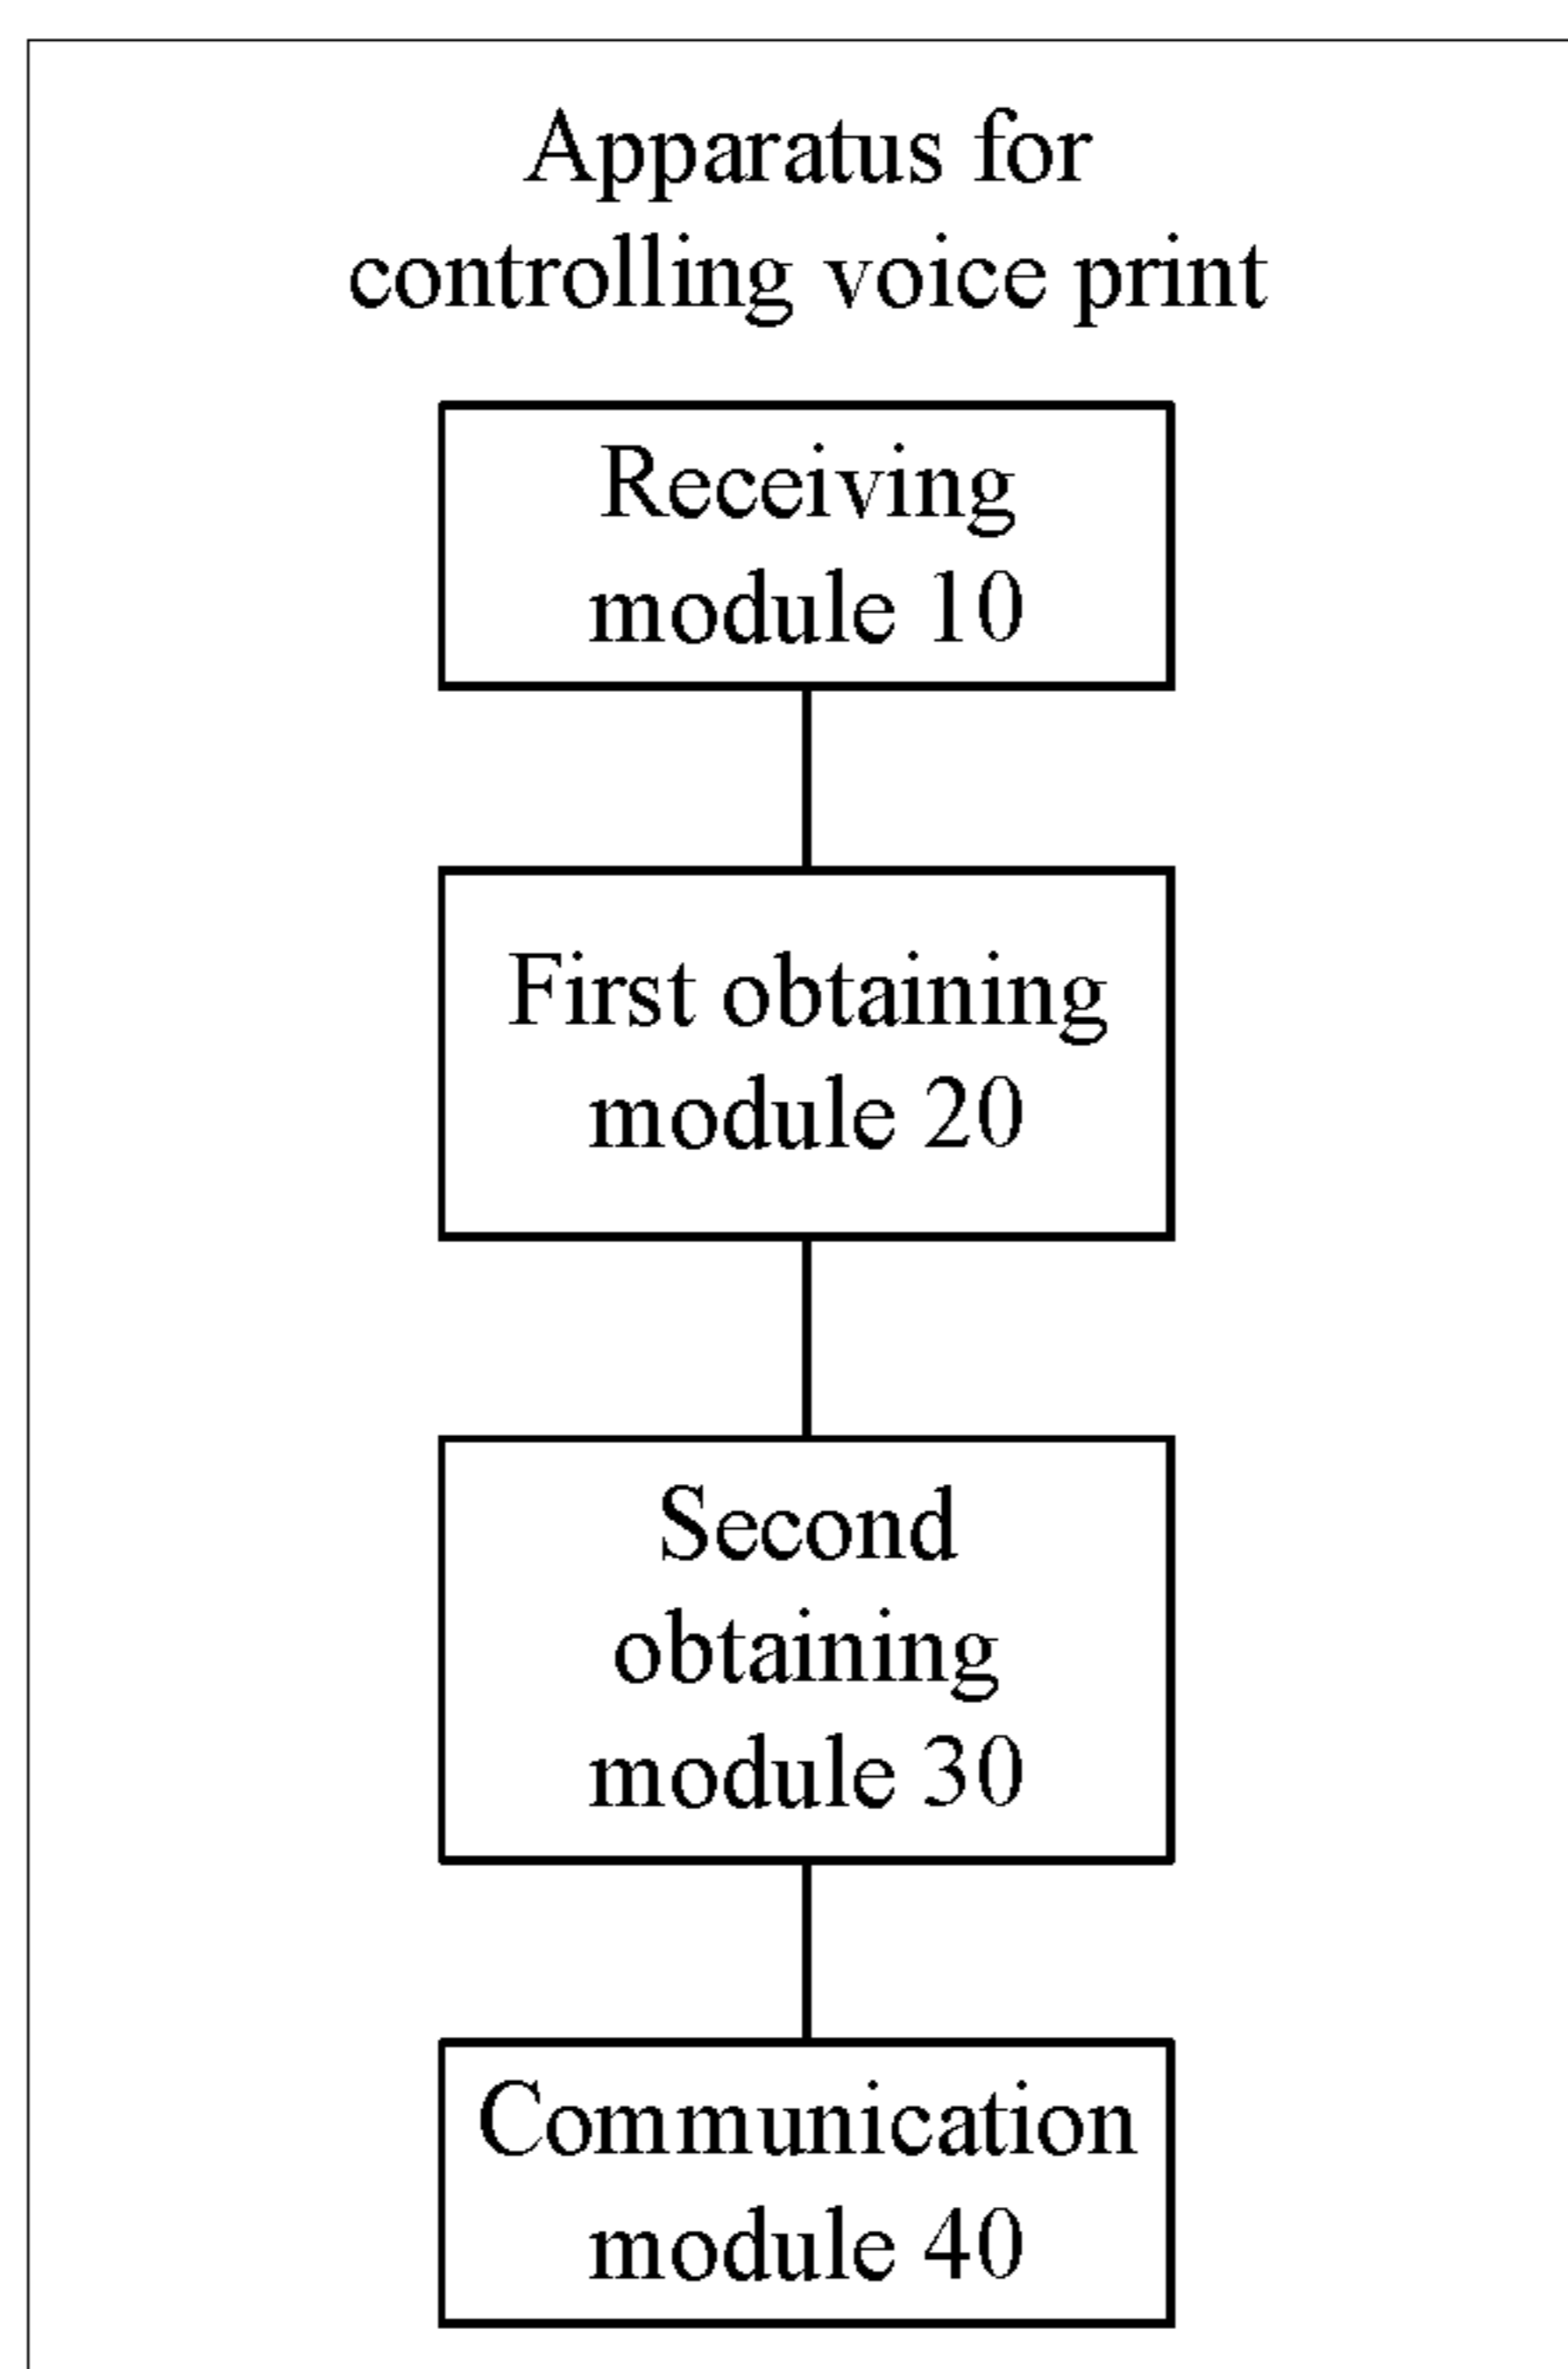 Apparatus for
controlling voice print
Receiving
module 10
First obtaining
module 20
Second
obtaining
module 30
Communication
module 40